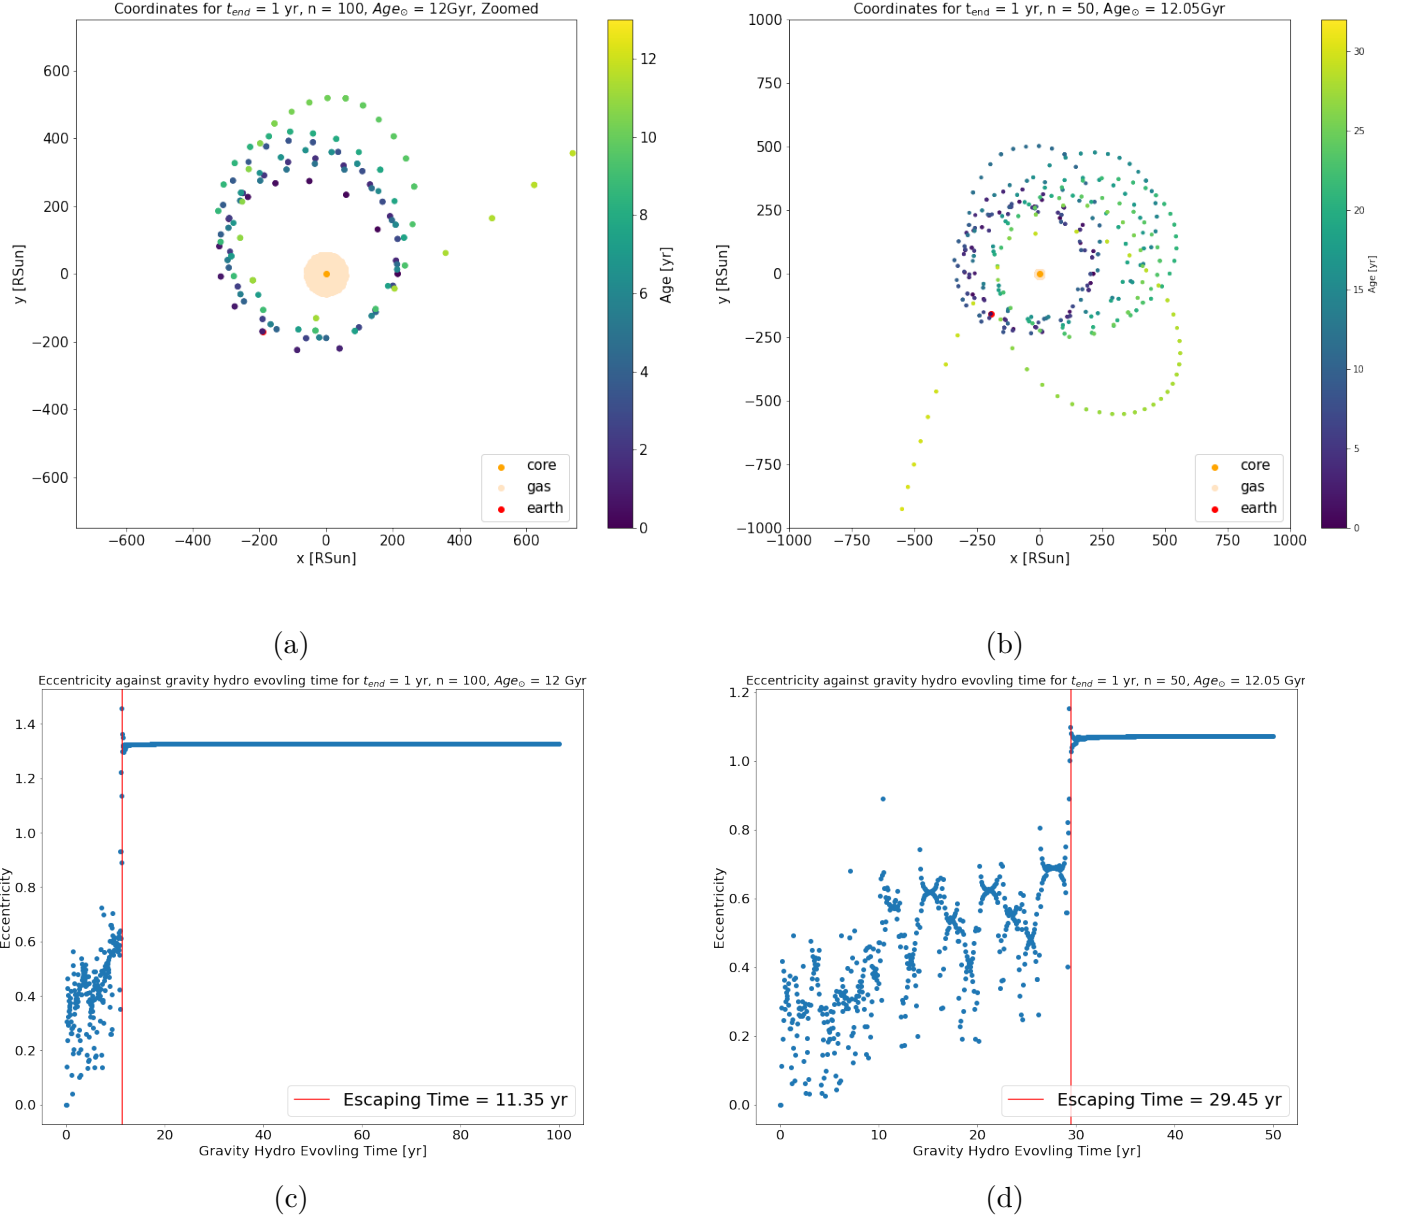 Coordinates for t_end = 1 yr, n = 100, Age⊙ = 12Gyr, Zoomed
600
400
200
0
−200
−400
−600
y [RSun]
−600 −400 −200 0 200 400 600
x [RSun]
core
gas
earth
12
10
8
6
4
2
0
Age [yr]
(a)
Coordinates for t_end = 1 yr, n = 50, Age⊙ = 12.05Gyr
1000
750
500
250
0
−250
−500
−750
−1000
y [RSun]
−1000 −750 −500 −250 0 250 500 750 1000
x [RSun]
core
gas
earth
30
25
20
15
10
5
0
Age [yr]
(b)
Eccentricity against gravity hydro evovling time for t_end = 1 yr, n = 100, Age⊙ = 12 Gyr
1.4
1.2
1.0
0.8
0.6
0.4
0.2
0.0
Eccentricity
Escaping Time = 11.35 yr
0 20 40 60 80 100
Gravity Hydro Evovling Time [yr]
(c)
Eccentricity against gravity hydro evovling time for t_end = 1 yr, n = 50, Age⊙ = 12.05 Gyr
1.2
1.0
0.8
0.6
0.4
0.2
0.0
Eccentricity
Escaping Time = 29.45 yr
0 10 20 30 40 50
Gravity Hydro Evovling Time [yr]
(d)